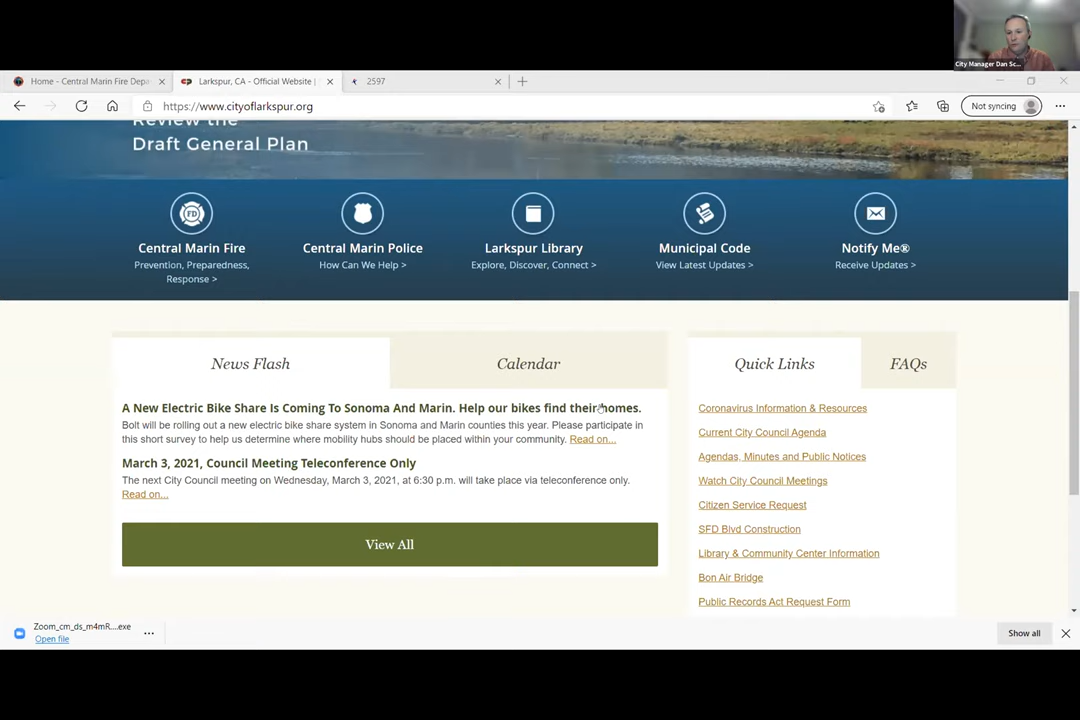 City Manager Dan Sc...
Home - Central Marin Fire Depa
Larkspur, CA - Official Website |
2597
https://www.cityoflarkspur.org
Not syncing
Review the
Draft General Plan
FD
Central Marin Fire
Prevention, Preparedness,
Response >
Central Marin Police
How Can We Help >
Larkspur Library
Explore, Discover, Connect >
Municipal Code
View Latest Updates >
Notify Me®
Receive Updates >
News Flash
Calendar
A New Electric Bike Share Is Coming To Sonoma And Marin. Help our bikes find their homes.
Bolt will be rolling out a new electric bike share system in Sonoma and Marin counties this year. Please participate in
this short survey to help us determine where mobility hubs should be placed within your community. Read on...
March 3, 2021, Council Meeting Teleconference Only
The next City Council meeting on Wednesday, March 3, 2021, at 6:30 p.m. will take place via teleconference only.
Read on...
View All
Quick Links
FAQs
Coronavirus Information & Resources
Current City Council Agenda
Agendas, Minutes and Public Notices
Watch City Council Meetings
Citizen Service Request
SFD Blvd Construction
Library & Community Center Information
Bon Air Bridge
Public Records Act Request Form
Zoom_cm_ds_m4mR....exe
Open file
Show all